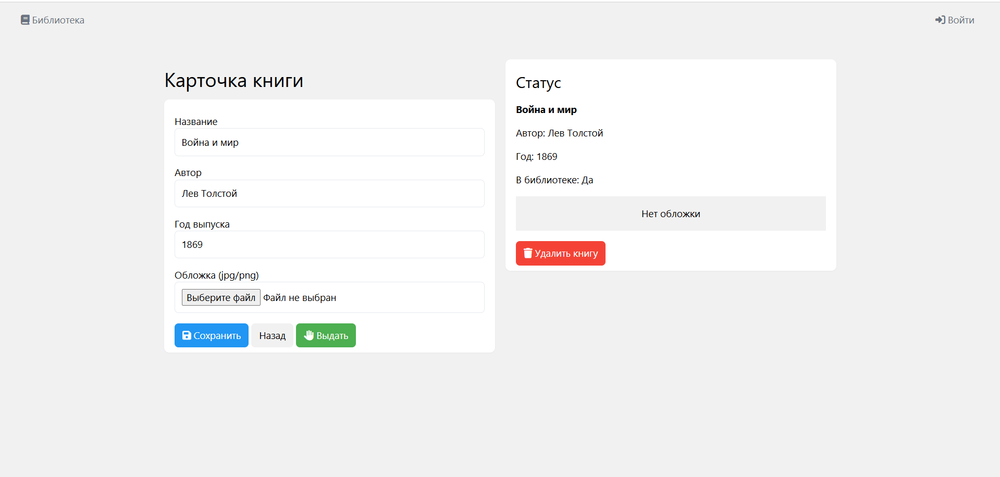 Библиотека
Войти
Карточка книги
Название
Война и мир
Автор
Лев Толстой
Год выпуска
1869
Обложка (jpg/png)
Выберите файл Файл не выбран
Сохранить Назад Выдать
Статус
Война и мир
Автор: Лев Толстой
Год: 1869
В библиотеке: Да
Нет обложки
Удалить книгу